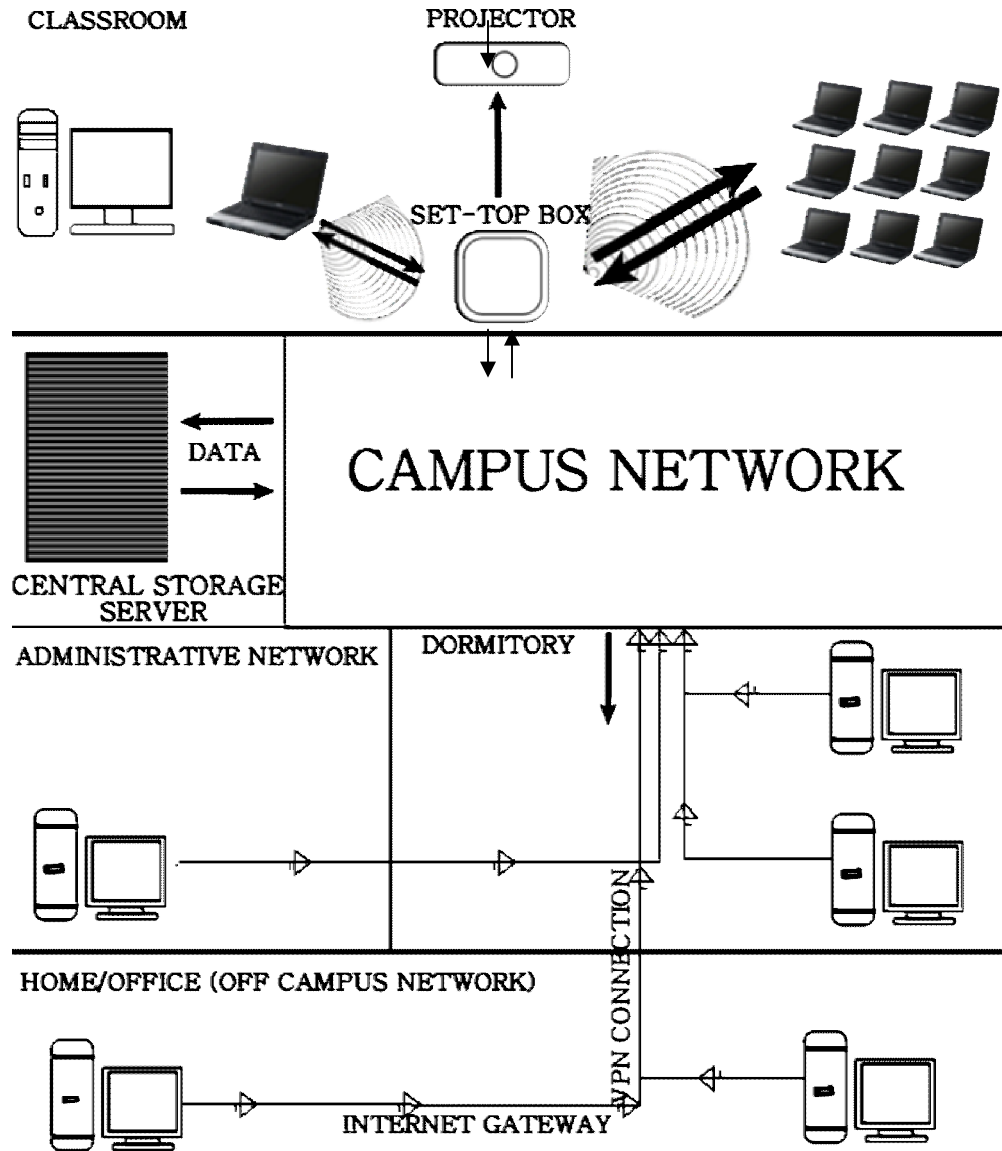 CLASSROOM
PROJECTOR
SET-TOP BOX
DATA
CAMPUS NETWORK
CENTRAL STORAGE
SERVER
ADMINISTRATIVE NETWORK
DORMITORY
VPN CONNECTION
HOME/OFFICE (OFF CAMPUS NETWORK)
INTERNET GATEWAY